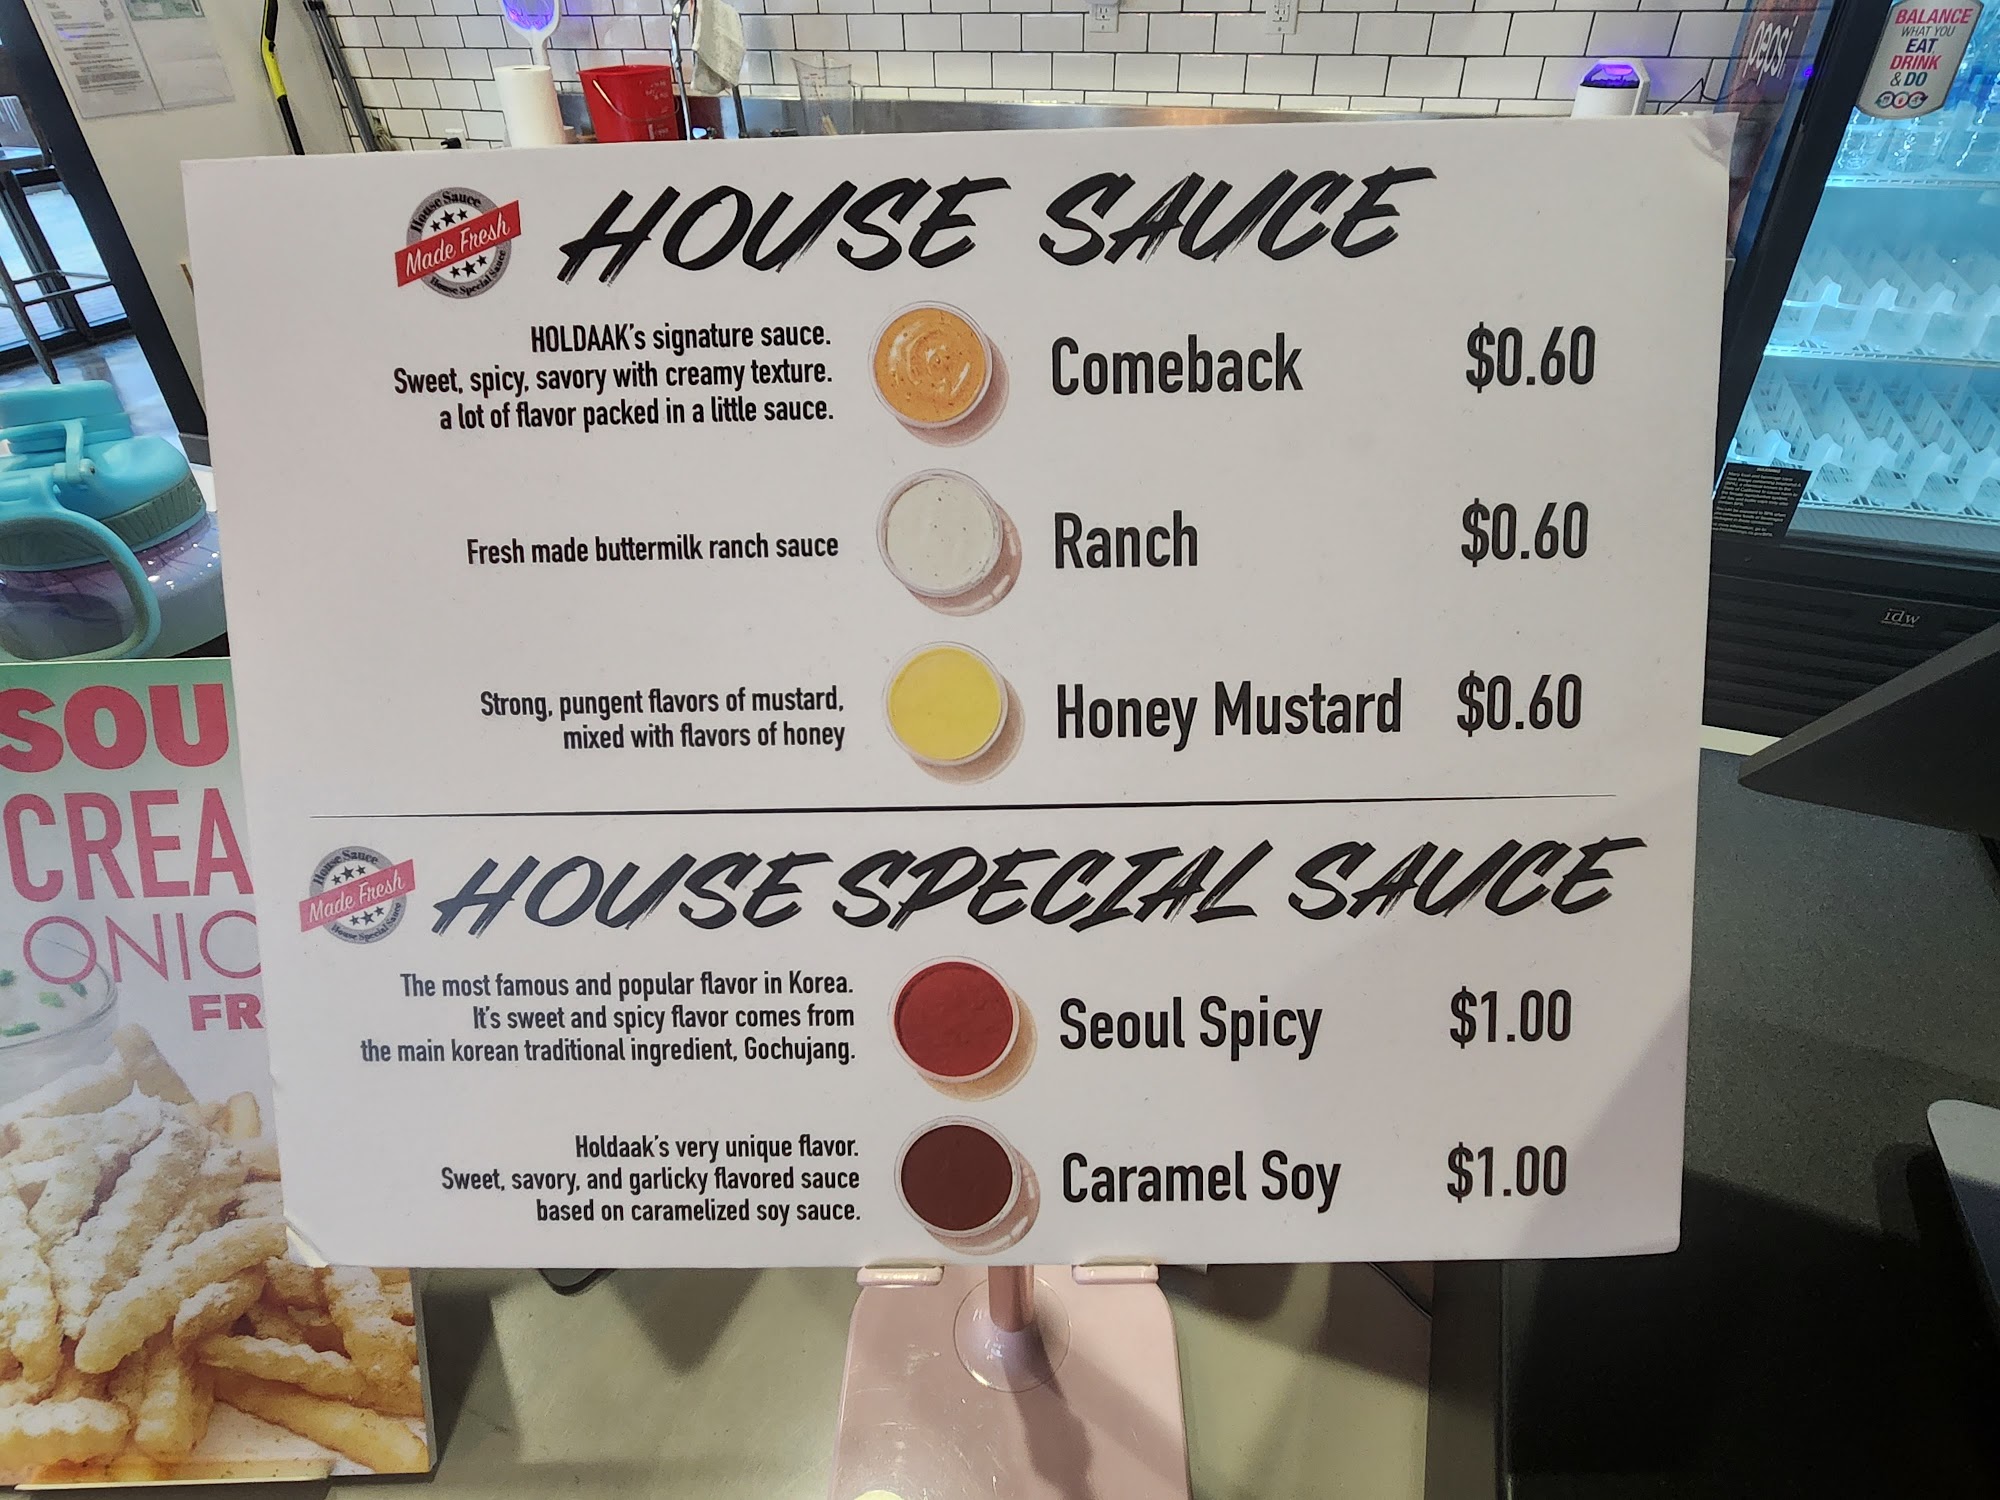 BALANCE
WHAT YOU
EAT
DRINK
& DO
pepsi
House Sauce
Made Fresh
House Special Sauce
HOUSE SAUCE
HOLDAAK's signature sauce.
Sweet, spicy, savory with creamy texture.
a lot of flavor packed in a little sauce.
Comeback $0.60
Fresh made buttermilk ranch sauce
Ranch $0.60
Strong, pungent flavors of mustard,
mixed with flavors of honey
Honey Mustard $0.60
House Sauce
Made Fresh
House Special Sauce
HOUSE SPECIAL SAUCE
The most famous and popular flavor in Korea.
It's sweet and spicy flavor comes from
the main korean traditional ingredient, Gochujang.
Seoul Spicy $1.00
Holdaak's very unique flavor.
Sweet, savory, and garlicky flavored sauce
based on caramelized soy sauce.
Caramel Soy $1.00
SOU
CREA
ONIO
FR
WARNING
idw